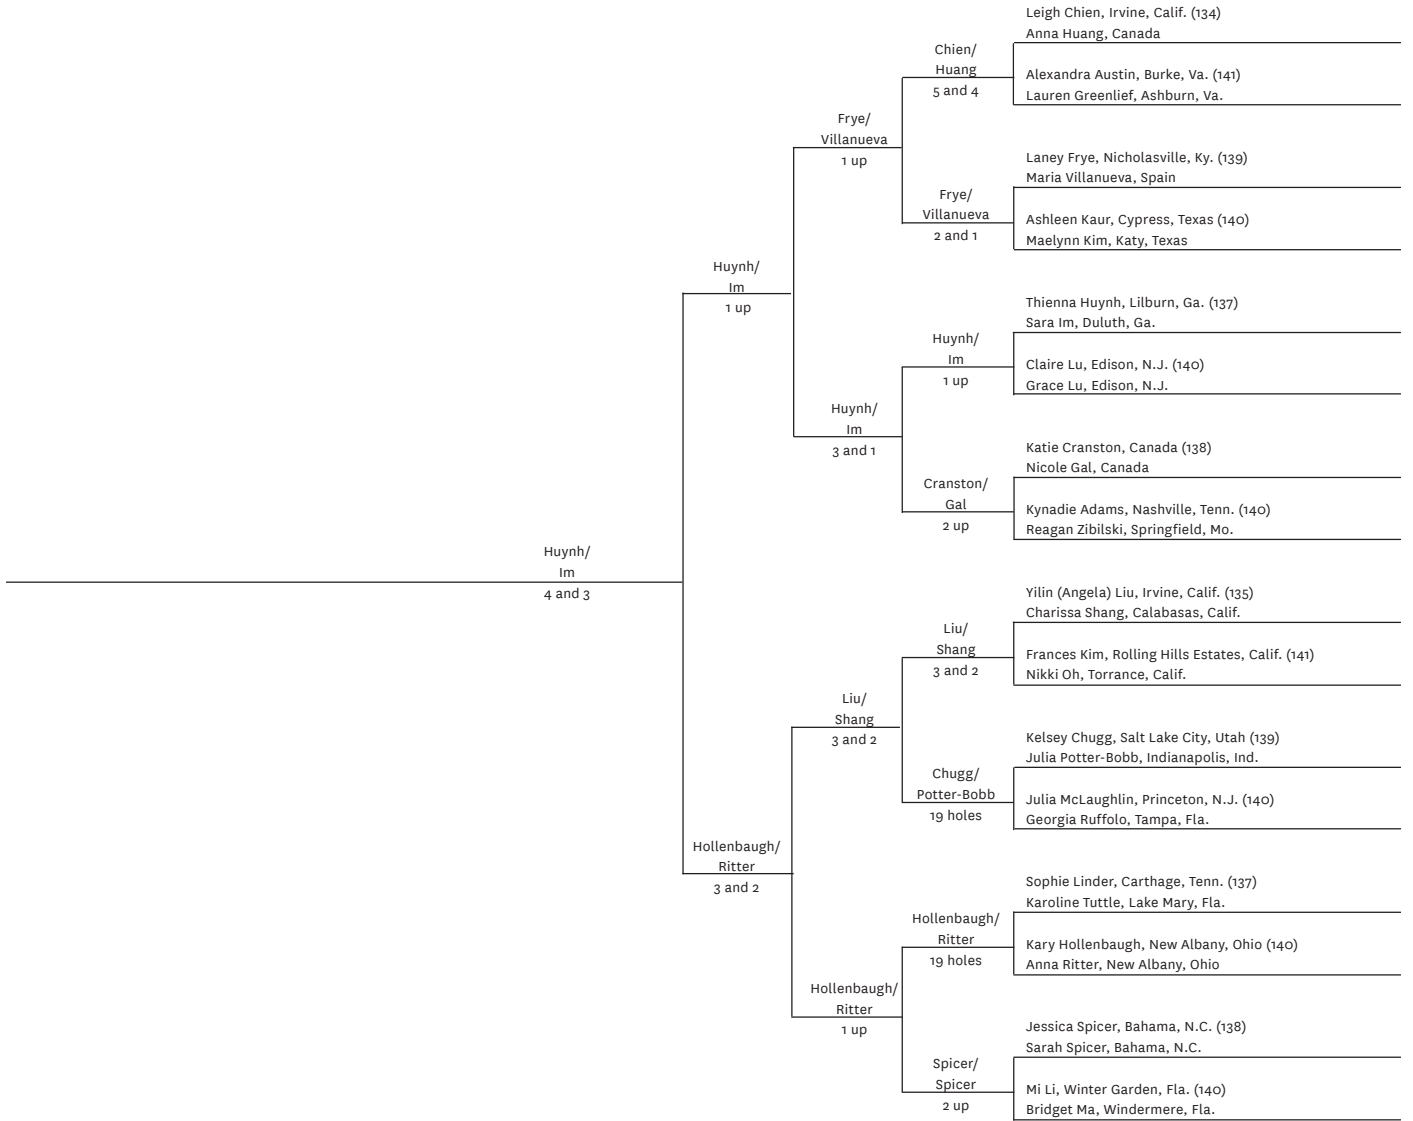 Leigh Chien, Irvine, Calif. (134)
Anna Huang, Canada
Chien/
Huang
5 and 4
Alexandra Austin, Burke, Va. (141)
Lauren Greenlief, Ashburn, Va.
Frye/
Villanueva
1 up
Laney Frye, Nicholasville, Ky. (139)
Maria Villanueva, Spain
Frye/
Villanueva
2 and 1
Ashleen Kaur, Cypress, Texas (140)
Maelynn Kim, Katy, Texas
Huynh/
Im
1 up
Thienna Huynh, Lilburn, Ga. (137)
Sara Im, Duluth, Ga.
Huynh/
Im
1 up
Claire Lu, Edison, N.J. (140)
Grace Lu, Edison, N.J.
Huynh/
Im
3 and 1
Katie Cranston, Canada (138)
Nicole Gal, Canada
Cranston/
Gal
2 up
Kynadie Adams, Nashville, Tenn. (140)
Reagan Zibilski, Springfield, Mo.
Huynh/
Im
4 and 3
Yilin (Angela) Liu, Irvine, Calif. (135)
Charissa Shang, Calabasas, Calif.
Liu/
Shang
3 and 2
Frances Kim, Rolling Hills Estates, Calif. (141)
Nikki Oh, Torrance, Calif.
Liu/
Shang
3 and 2
Kelsey Chugg, Salt Lake City, Utah (139)
Julia Potter-Bobb, Indianapolis, Ind.
Chugg/
Potter-Bobb
19 holes
Julia McLaughlin, Princeton, N.J. (140)
Georgia Ruffolo, Tampa, Fla.
Hollenbaugh/
Ritter
3 and 2
Sophie Linder, Carthage, Tenn. (137)
Karoline Tuttle, Lake Mary, Fla.
Hollenbaugh/
Ritter
19 holes
Kary Hollenbaugh, New Albany, Ohio (140)
Anna Ritter, New Albany, Ohio
Hollenbaugh/
Ritter
1 up
Jessica Spicer, Bahama, N.C. (138)
Sarah Spicer, Bahama, N.C.
Spicer/
Spicer
2 up
Mi Li, Winter Garden, Fla. (140)
Bridget Ma, Windermere, Fla.